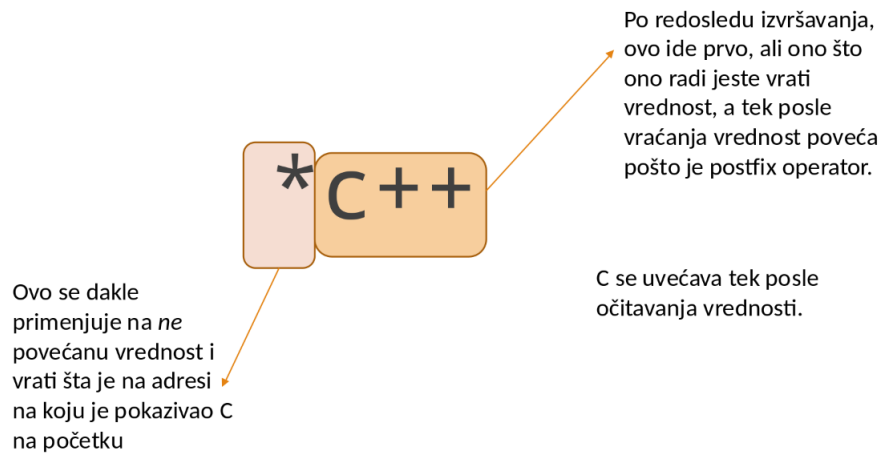 Po redosledu izvršavanja,
ovo ide prvo, ali ono što
ono radi jeste vrati
vrednost, a tek posle
vraćanja vrednost poveća
pošto je postfix operator.
*c++
C se uvećava tek posle
očitavanja vrednosti.
Ovo se dakle
primenjuje na ne
povećanu vrednost i
vrati šta je na adresi
na koju je pokazivao C
na početku